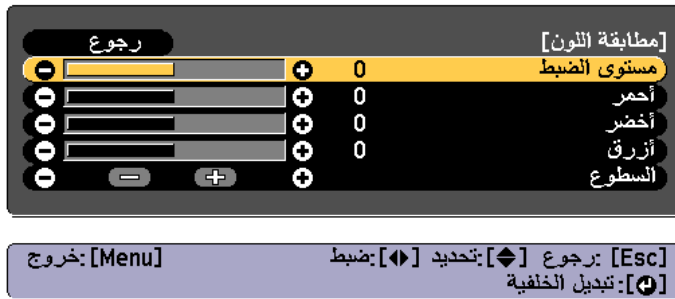 [مطابقة اللون] رجوع
مستوى الضبط 0
أحمر 0
أخضر 0
أزرق 0
السطوع
[Esc] :رجوع [◆]:تحديد [◀▶]:ضبط [Menu]:خروج
[↵]:تبديل الخلفية